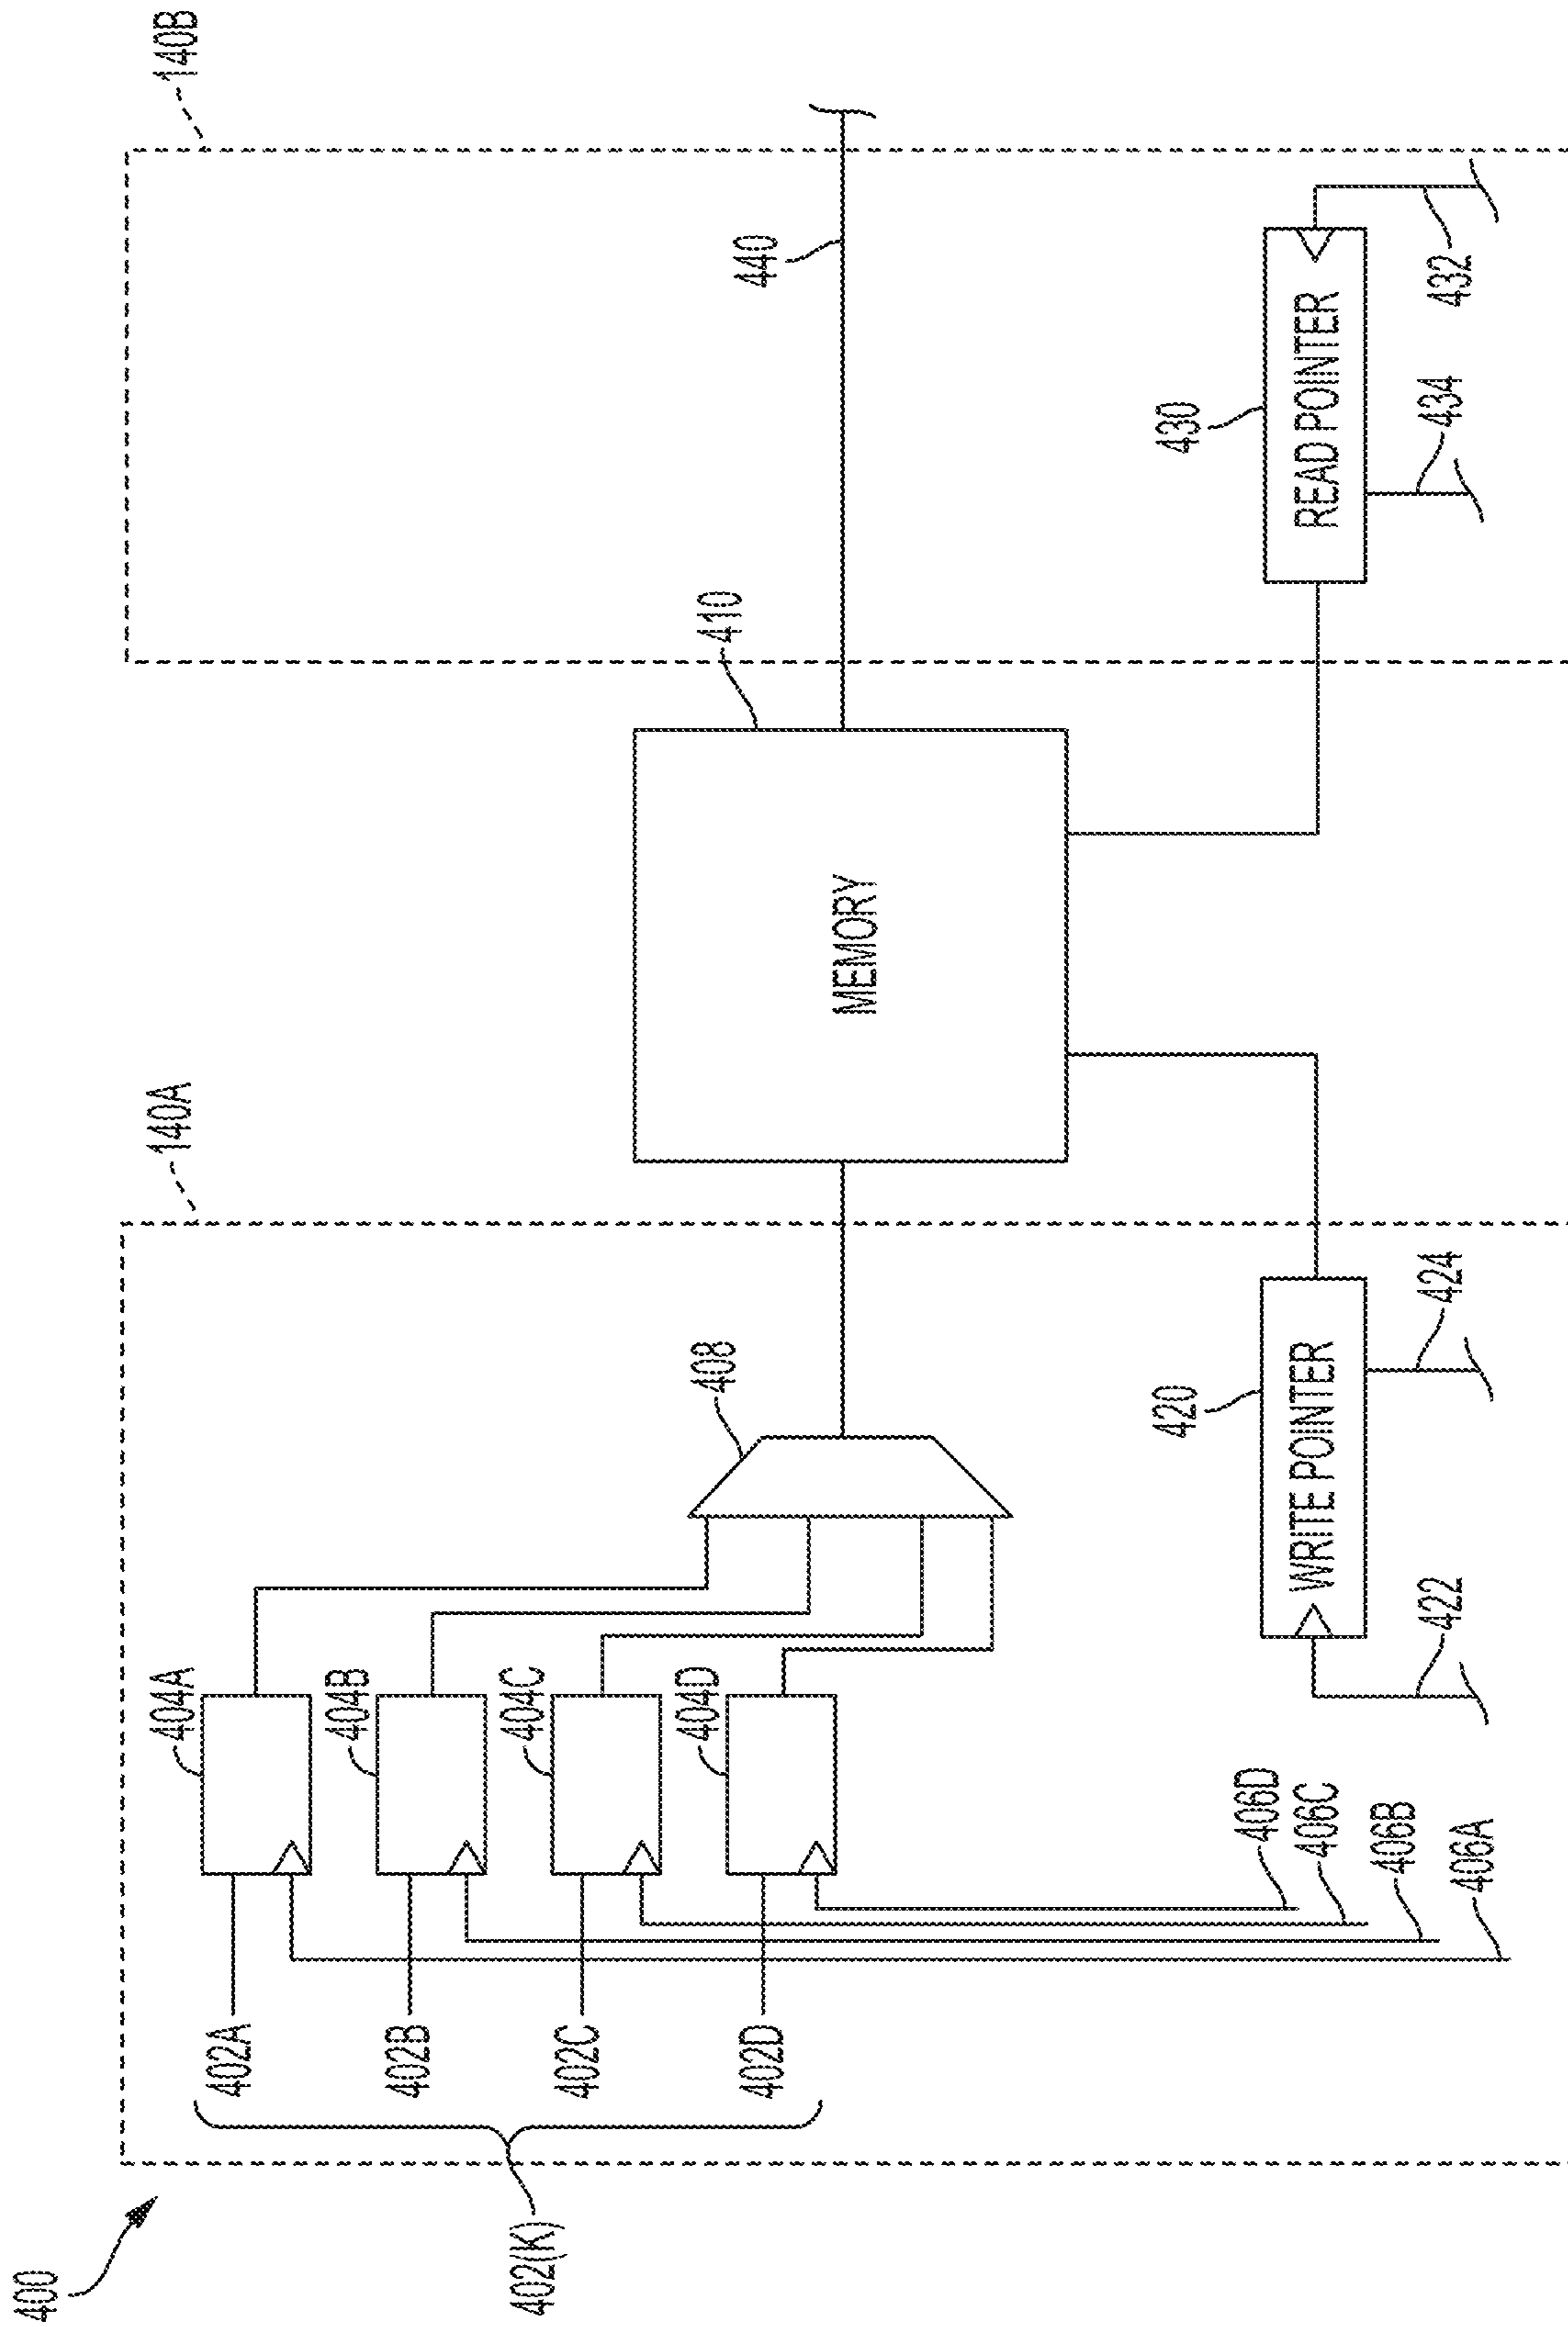 400
140A
140B
402(K)
402A
404A
402B
404B
402C
404C
402D
404D
408
410
440
MEMORY
406D
406C
406B
406A
420
WRITE POINTER
422
424
430
READ POINTER
434
432